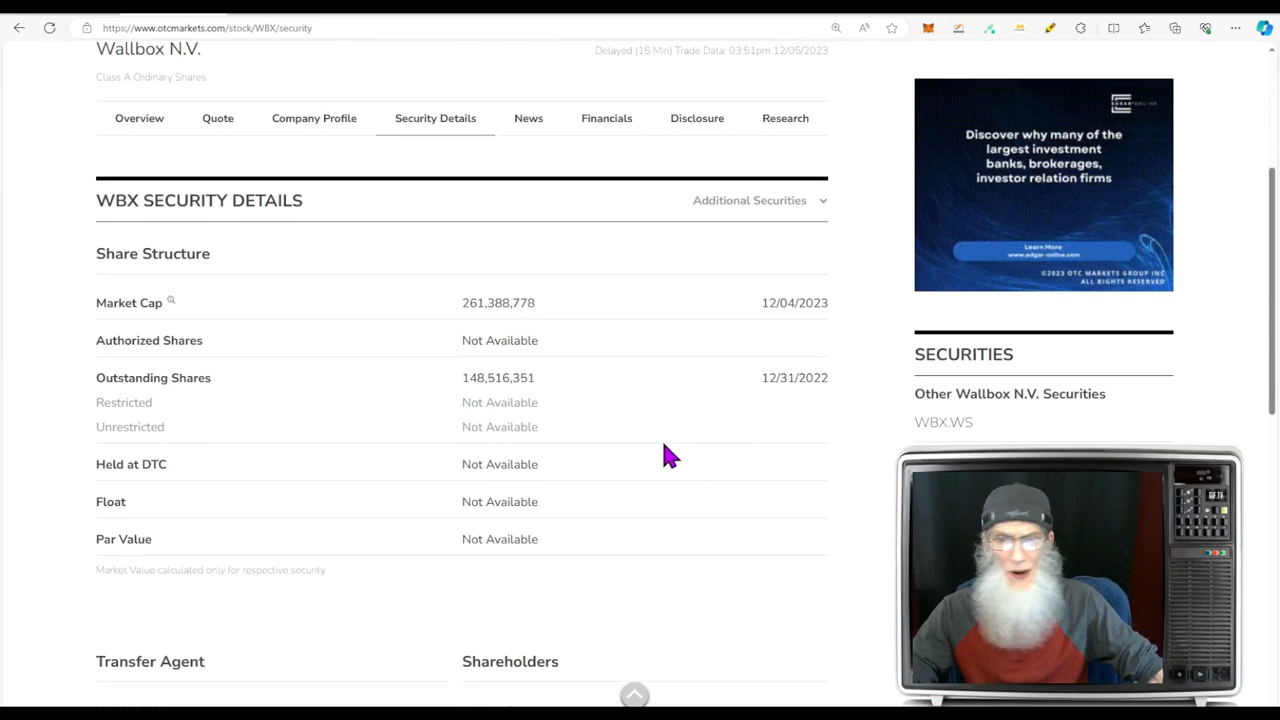 https://www.otcmarkets.com/stock/WBX/security
Wallbox N.V.
Delayed (15 Min) Trade Data: 03:51pm 12/05/2023
Class A Ordinary Shares
Overview Quote Company Profile Security Details News Financials Disclosure Research
WBX SECURITY DETAILS
Additional Securities
Share Structure
Market Cap 261,388,778 12/04/2023
Authorized Shares Not Available
Outstanding Shares 148,516,351 12/31/2022
Restricted Not Available
Unrestricted Not Available
Held at DTC Not Available
Float Not Available
Par Value Not Available
Market Value calculated only for respective security
Transfer Agent
Shareholders
Discover why many of the
largest investment
banks, brokerages,
investor relation firms
Learn More
www.edgar-online.com
©2023 OTC MARKETS GROUP INC
ALL RIGHTS RESERVED
SECURITIES
Other Wallbox N.V. Securities
WBX.WS